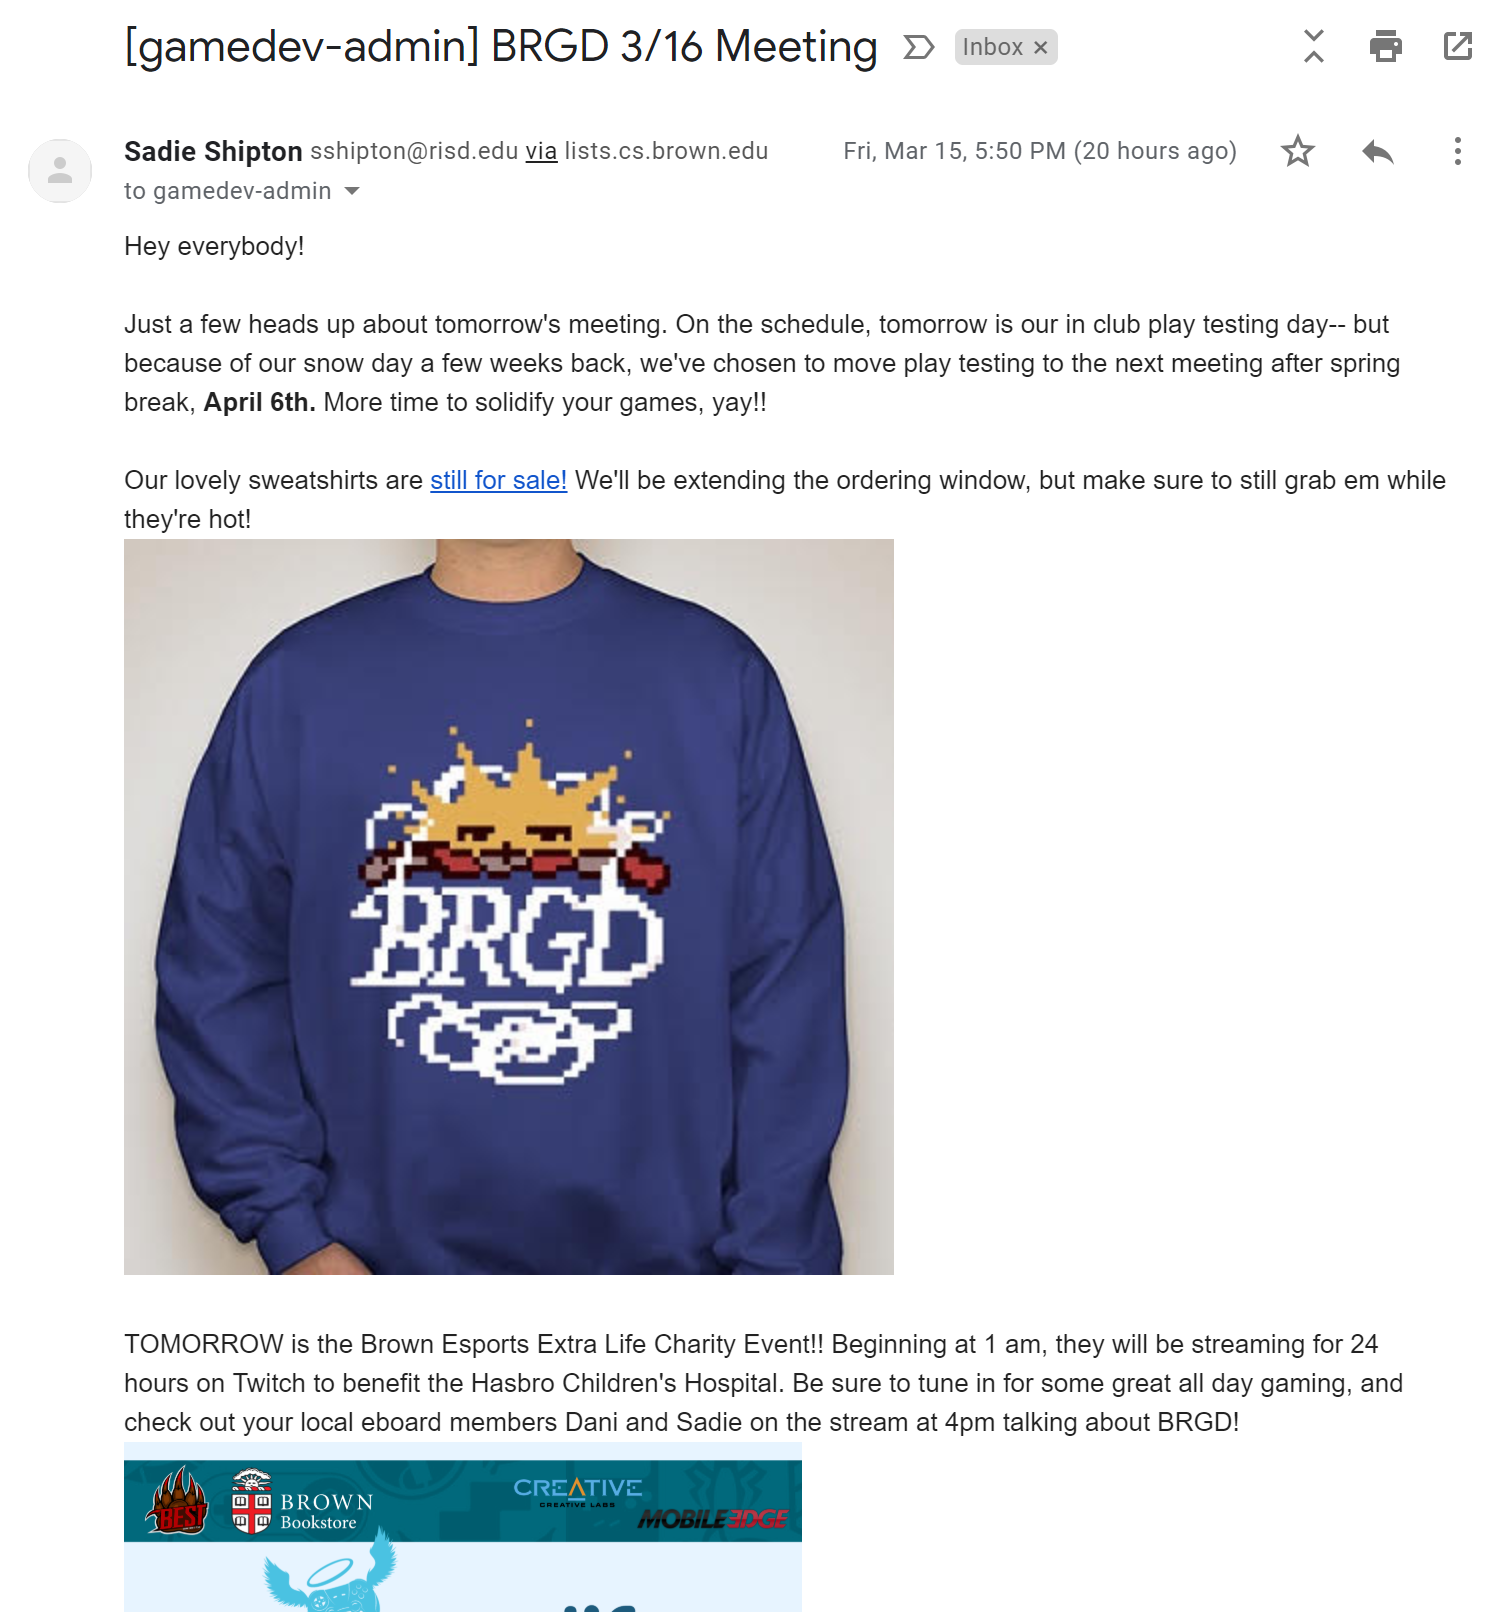 [gamedev-admin] BRGD 3/16 Meeting
Inbox ×
Sadie Shipton sshipton@risd.edu via lists.cs.brown.edu
Fri, Mar 15, 5:50 PM (20 hours ago)
to gamedev-admin
Hey everybody!
Just a few heads up about tomorrow's meeting. On the schedule, tomorrow is our in club play testing day-- but
because of our snow day a few weeks back, we've chosen to move play testing to the next meeting after spring
break, April 6th. More time to solidify your games, yay!!
Our lovely sweatshirts are still for sale! We'll be extending the ordering window, but make sure to still grab em while
they're hot!
BRGD
TOMORROW is the Brown Esports Extra Life Charity Event!! Beginning at 1 am, they will be streaming for 24
hours on Twitch to benefit the Hasbro Children's Hospital. Be sure to tune in for some great all day gaming, and
check out your local eboard members Dani and Sadie on the stream at 4pm talking about BRGD!
BEST
BROWN
Bookstore
CREATIVE
CREATIVE LABS
MOBILE EDGE